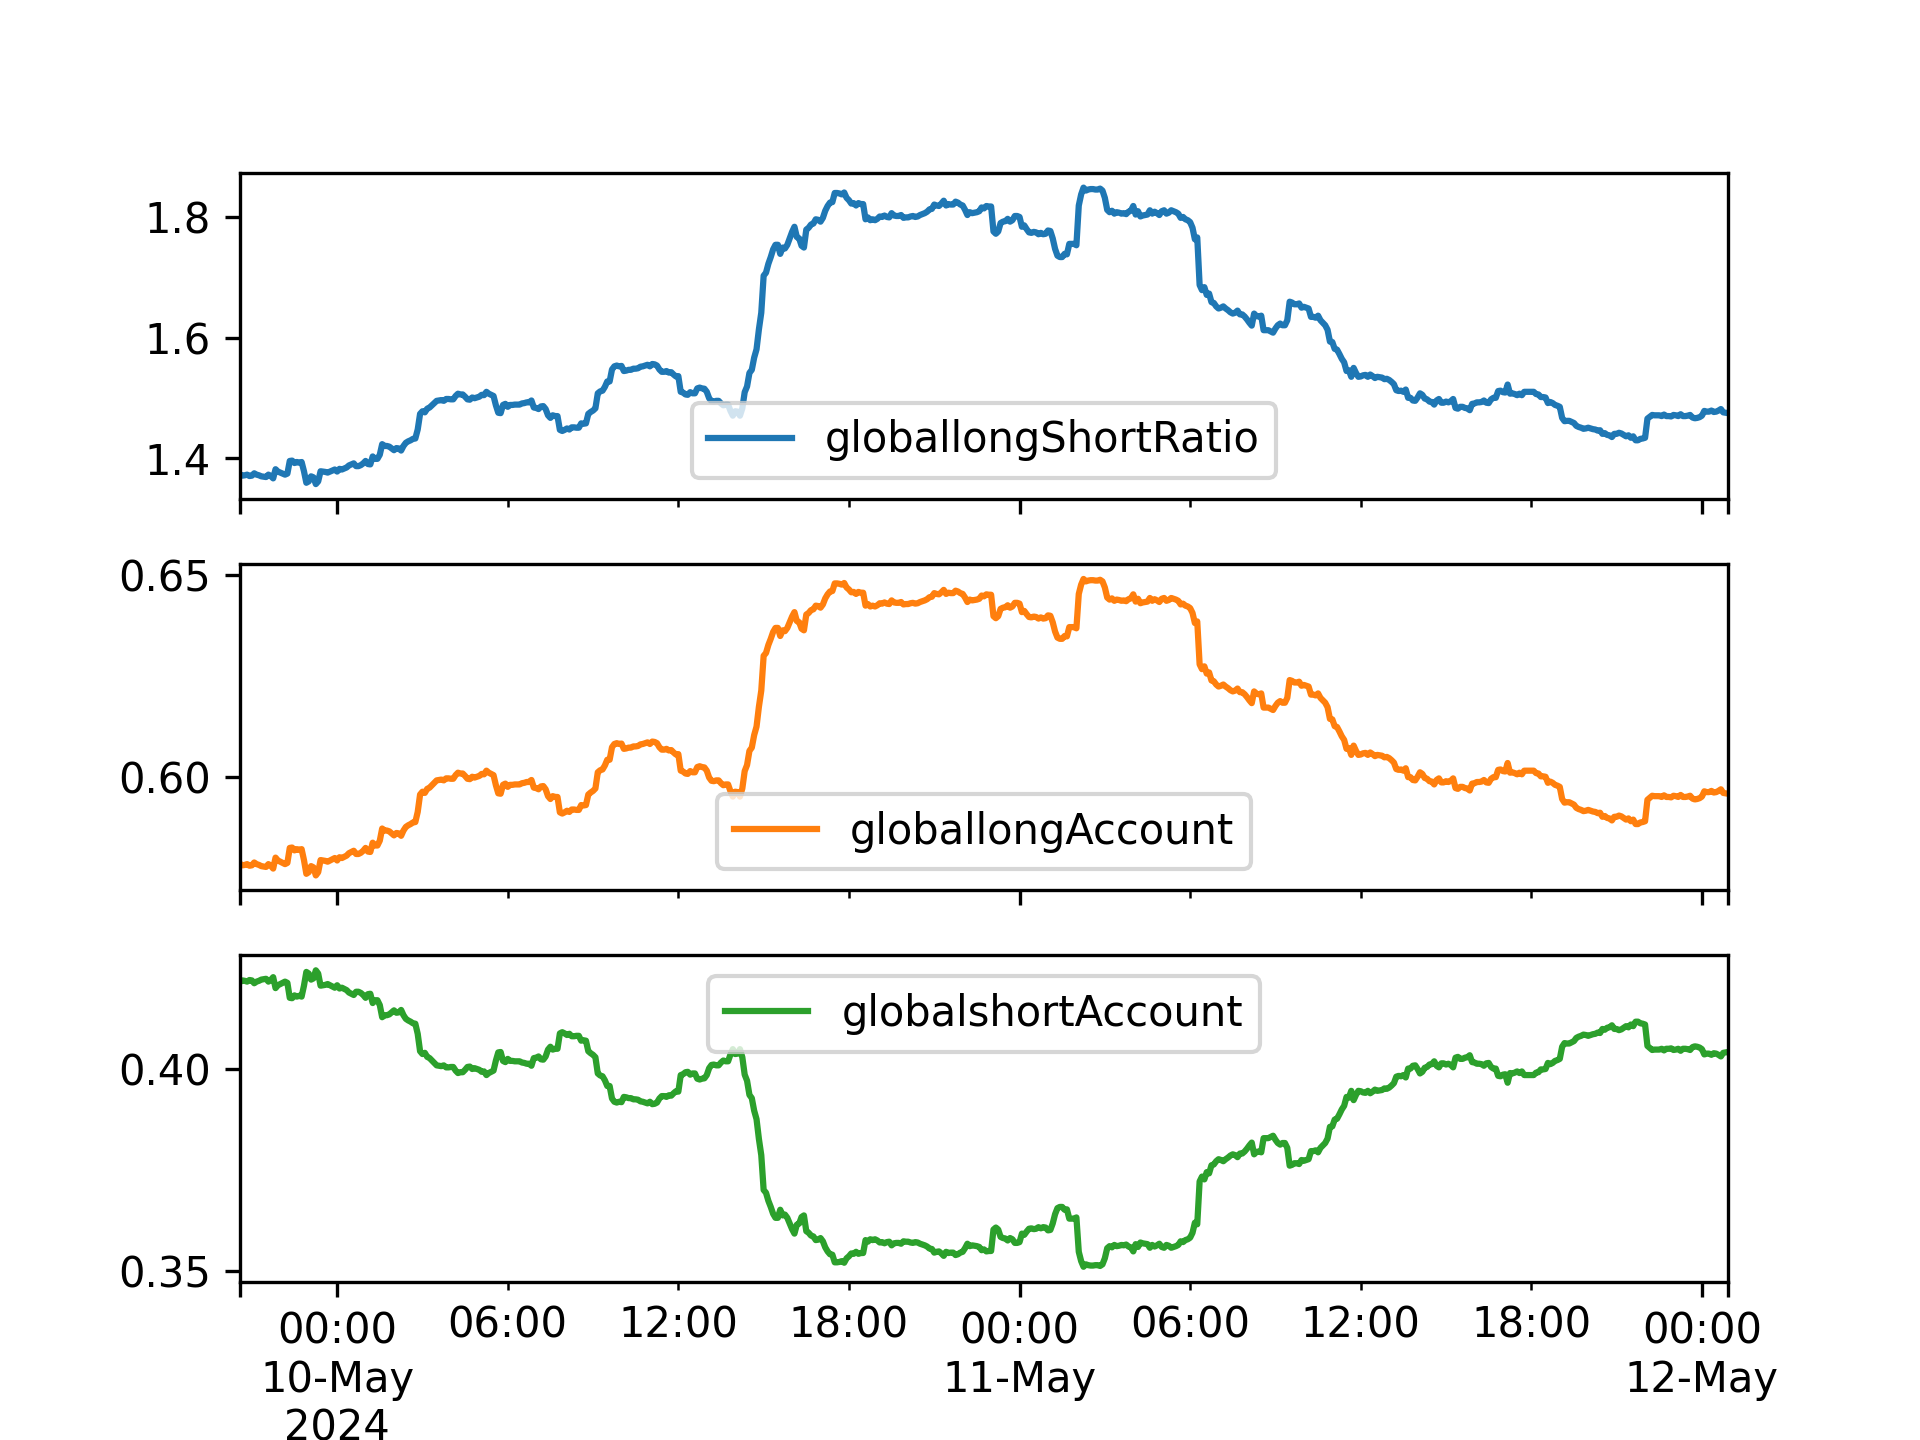 1.8
1.6
1.4
globallongShortRatio
0.65
0.60
globallongAccount
0.40
0.35
globalshortAccount
00:00 06:00 12:00 18:00 00:00 06:00 12:00 18:00 00:00
10-May 11-May 12-May
2024